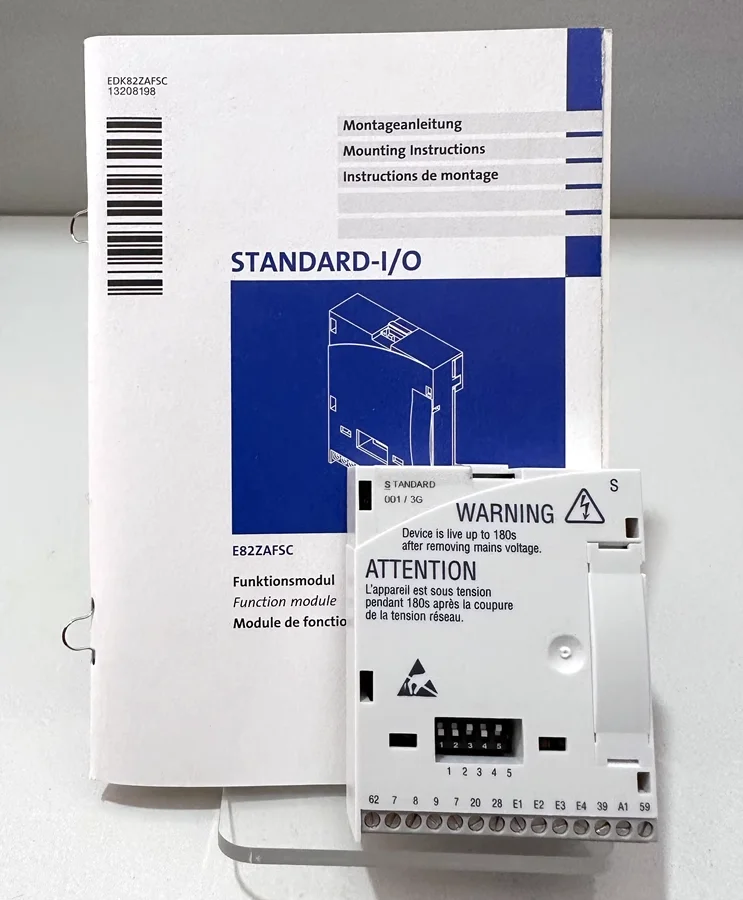 EDK82ZAFSC
13208198
Montageanleitung
Mounting Instructions
Instructions de montage
STANDARD-I/O
E82ZAFSC
Funktionsmodul
Function module
Module de fonctio
STANDARD
001 / 3G
S
WARNING
Device is live up to 180s
after removing mains voltage.
ATTENTION
L'appareil est sous tension
pendant 180s après la coupure
de la tension réseau.
1 2 3 4 5
1 2 3 4 5
62 7 8 9 7 20 28 E1 E2 E3 E4 39 A1 59